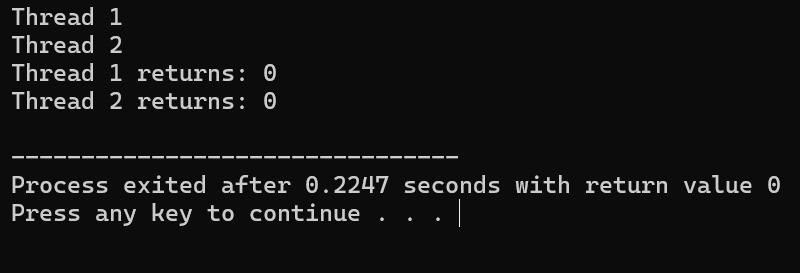 Thread 1
Thread 2
Thread 1 returns: 0
Thread 2 returns: 0
--------------------------------
Process exited after 0.2247 seconds with return value 0
Press any key to continue . . .